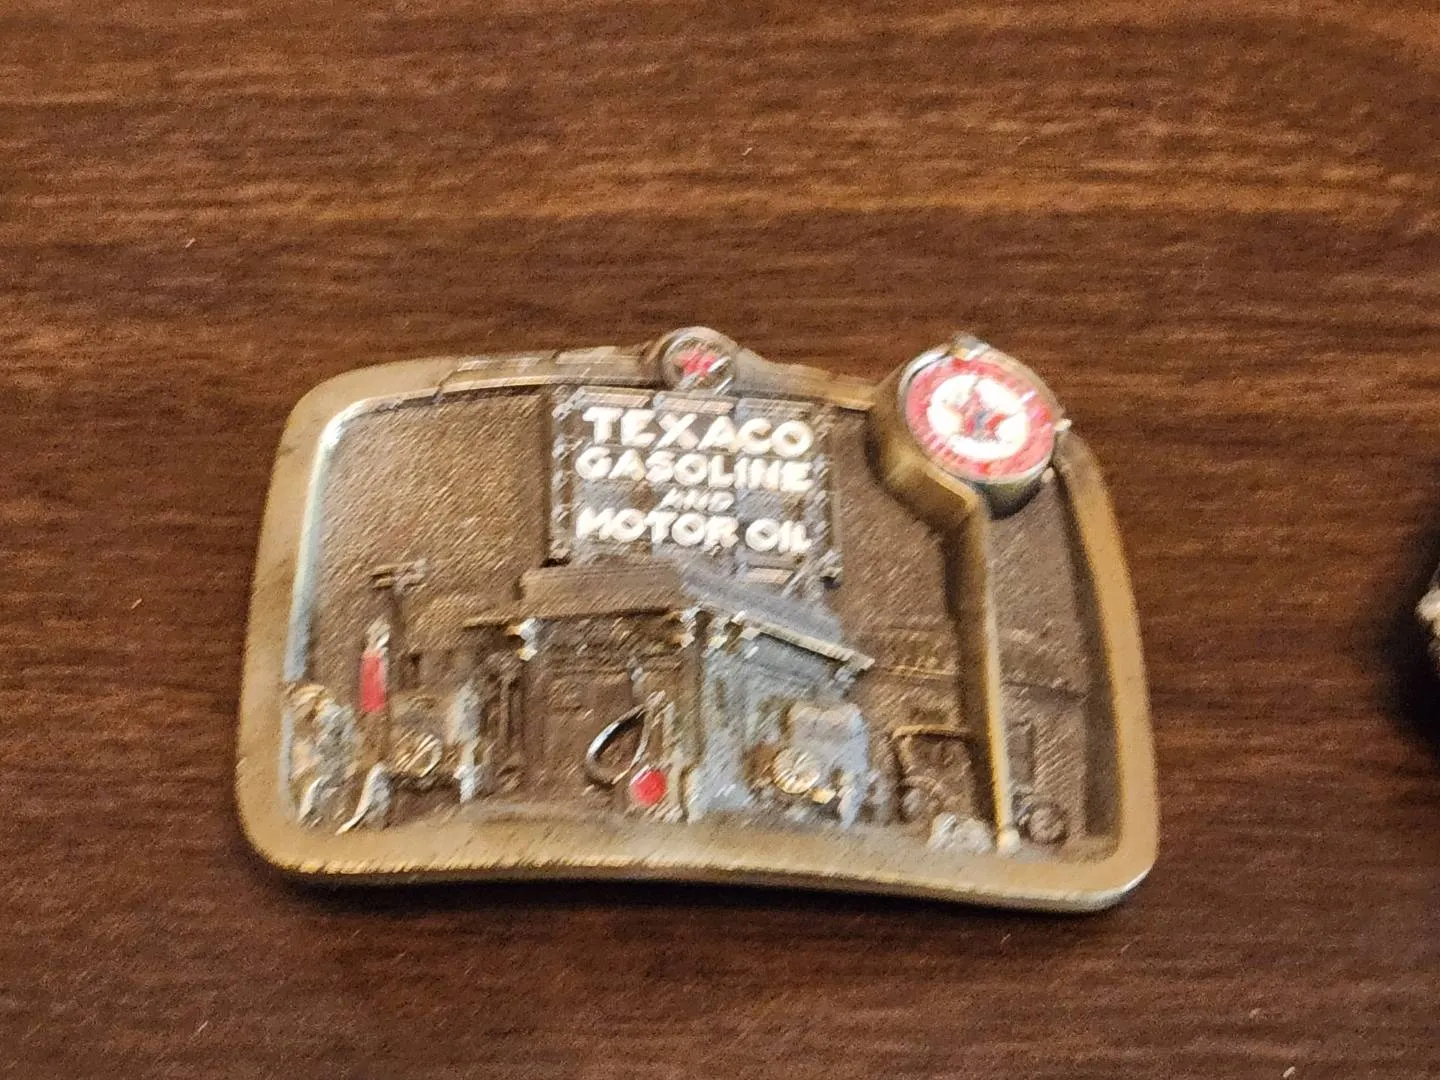 TEXACO
GASOLINE
AND
MOTOR OIL